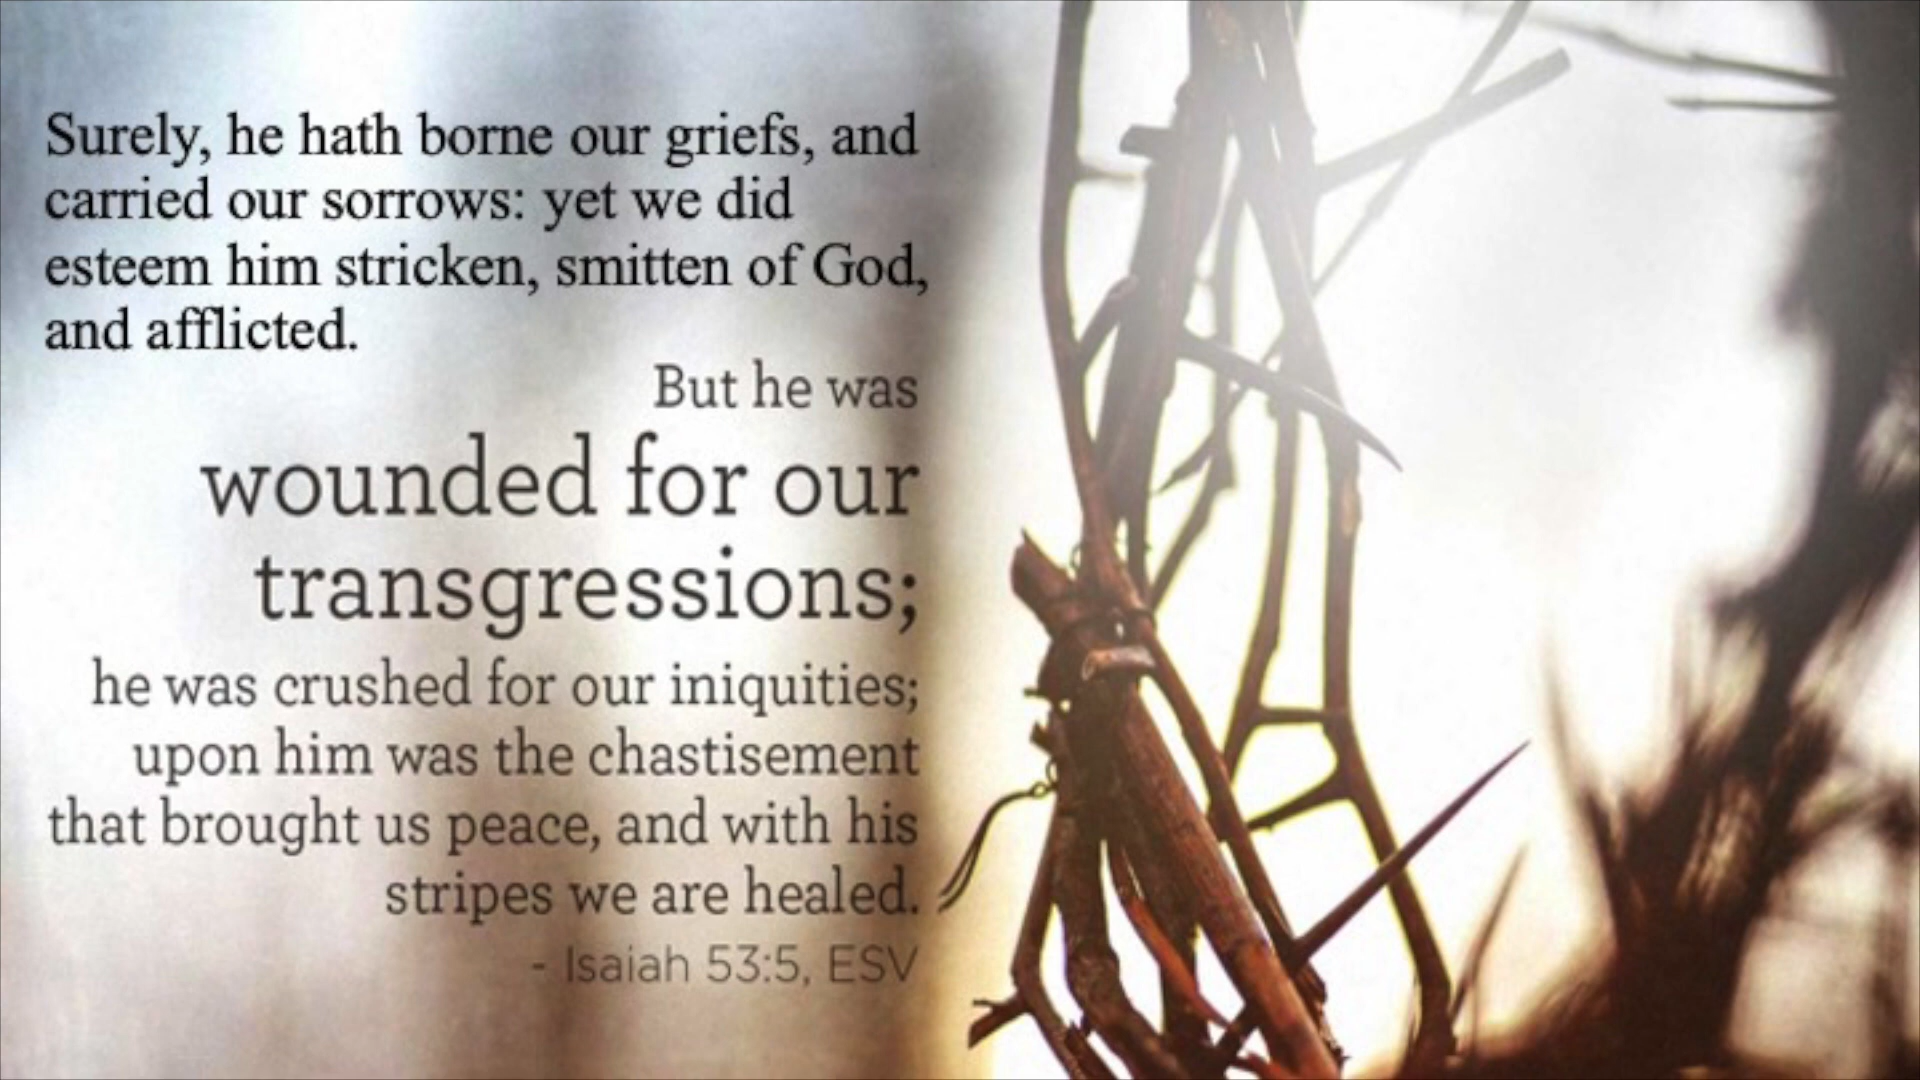 Surely, he hath borne our griefs, and
carried our sorrows: yet we did
esteem him stricken, smitten of God,
and afflicted.
But he was
wounded for our
transgressions;
he was crushed for our iniquities;
upon him was the chastisement
that brought us peace, and with his
stripes we are healed.
- Isaiah 53:5, ESV